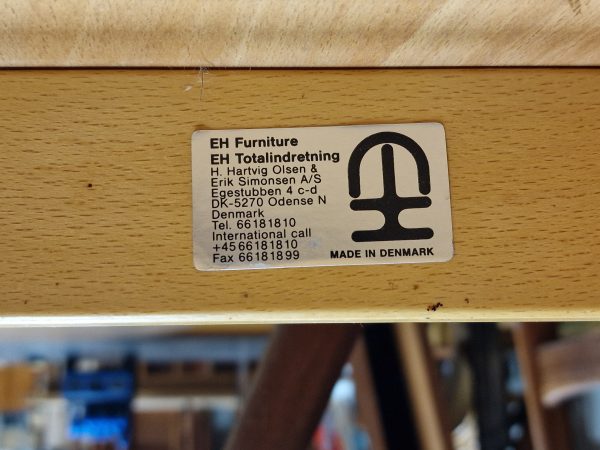 EH Furniture
EH Totalindretning
H. Hartvig Olsen &
Erik Simonsen A/S
Egestubben 4 c-d
DK-5270 Odense N
Denmark
Tel. 66181810
International call
+4566181810
Fax 66181899
MADE IN DENMARK